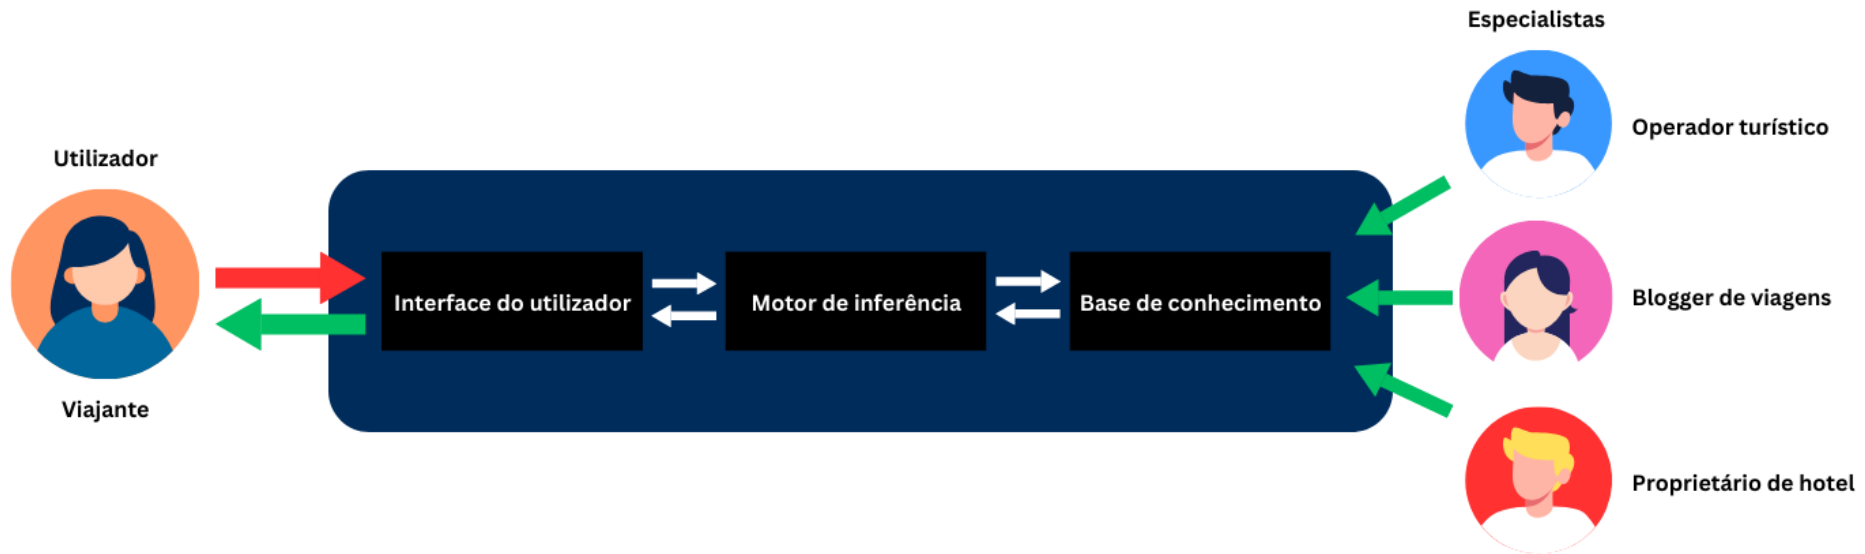 Utilizador
Viajante
Interface do utilizador
Motor de inferência
Base de conhecimento
Especialistas
Operador turístico
Blogger de viagens
Proprietário de hotel